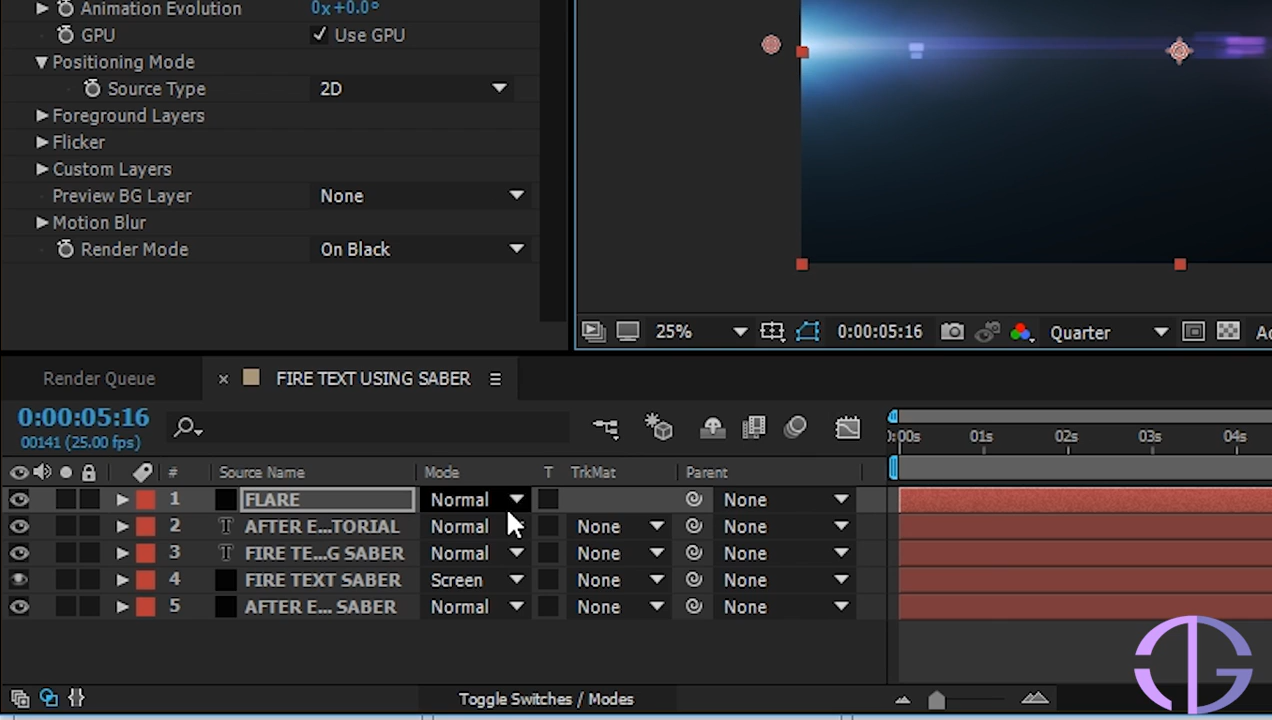 Animation Evolution 0x+0.0°
GPU Use GPU
Positioning Mode
Source Type 2D
Foreground Layers
Flicker
Custom Layers
Preview BG Layer None
Motion Blur
Render Mode On Black
25% 0:00:05:16 Quarter
Render Queue × FIRE TEXT USING SABER
0:00:05:16
00141 (25.00 fps)
:00s 01s 02s 03s 04s
# Source Name Mode T TrkMat Parent
1 FLARE Normal None
2 T AFTER E...TORIAL Normal None None
3 T FIRE TE...G SABER Normal None None
4 FIRE TEXT SABER Screen None None
5 AFTER E... SABER Normal None None
Toggle Switches / Modes